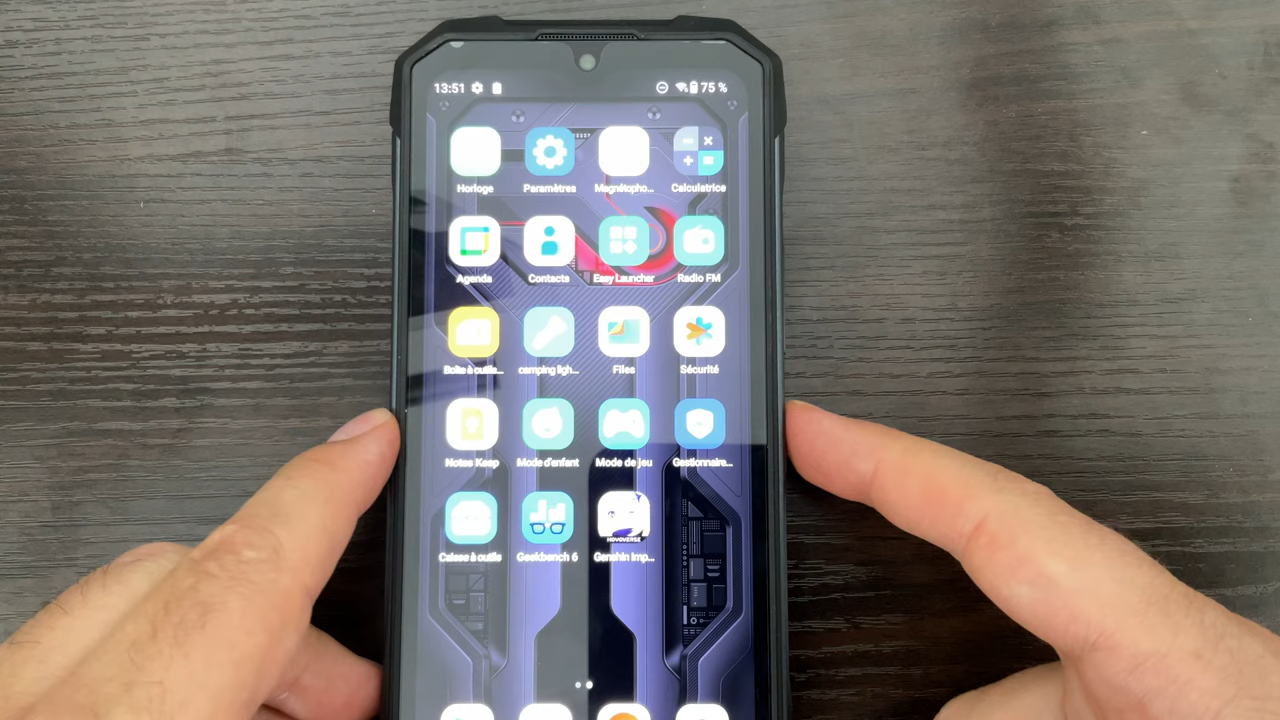 13:51 75 %
Horloge Paramètres Magnétopho... Calculatrice
Agenda Contacts Easy Launcher Radio FM
Boîte à outils... camping ligh... Files Sécurité
Notes Keep Mode d'enfant Mode de jeu Gestionnaire...
Caisse à outils Geekbench 6 Genshin Imp...
HOYOVERSE